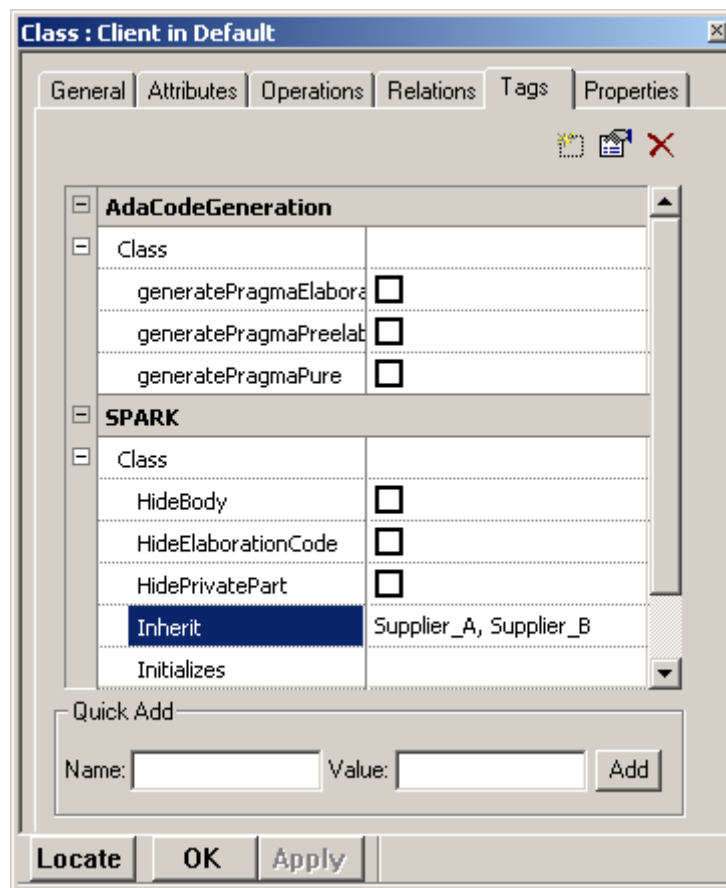 Class : Client in Default
General Attributes Operations Relations Tags Properties
AdaCodeGeneration
Class
generatePragmaElabora
generatePragmaPreelab
generatePragmaPure
SPARK
Class
HideBody
HideElaborationCode
HidePrivatePart
Inherit Supplier_A, Supplier_B
Initializes
Quick Add
Name: Value: Add
Locate OK Apply